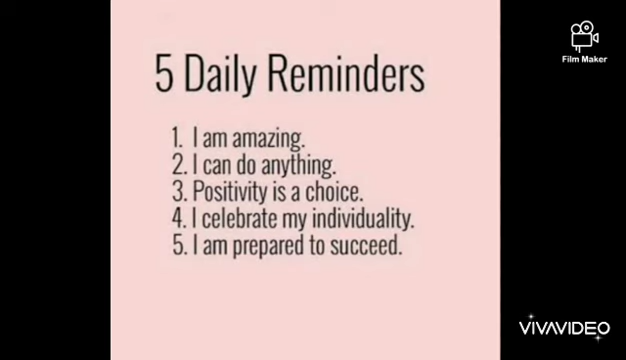 5 Daily Reminders
1. I am amazing.
2. I can do anything.
3. Positivity is a choice.
4. I celebrate my individuality.
5. I am prepared to succeed.
Film Maker
VIVAVIDEO